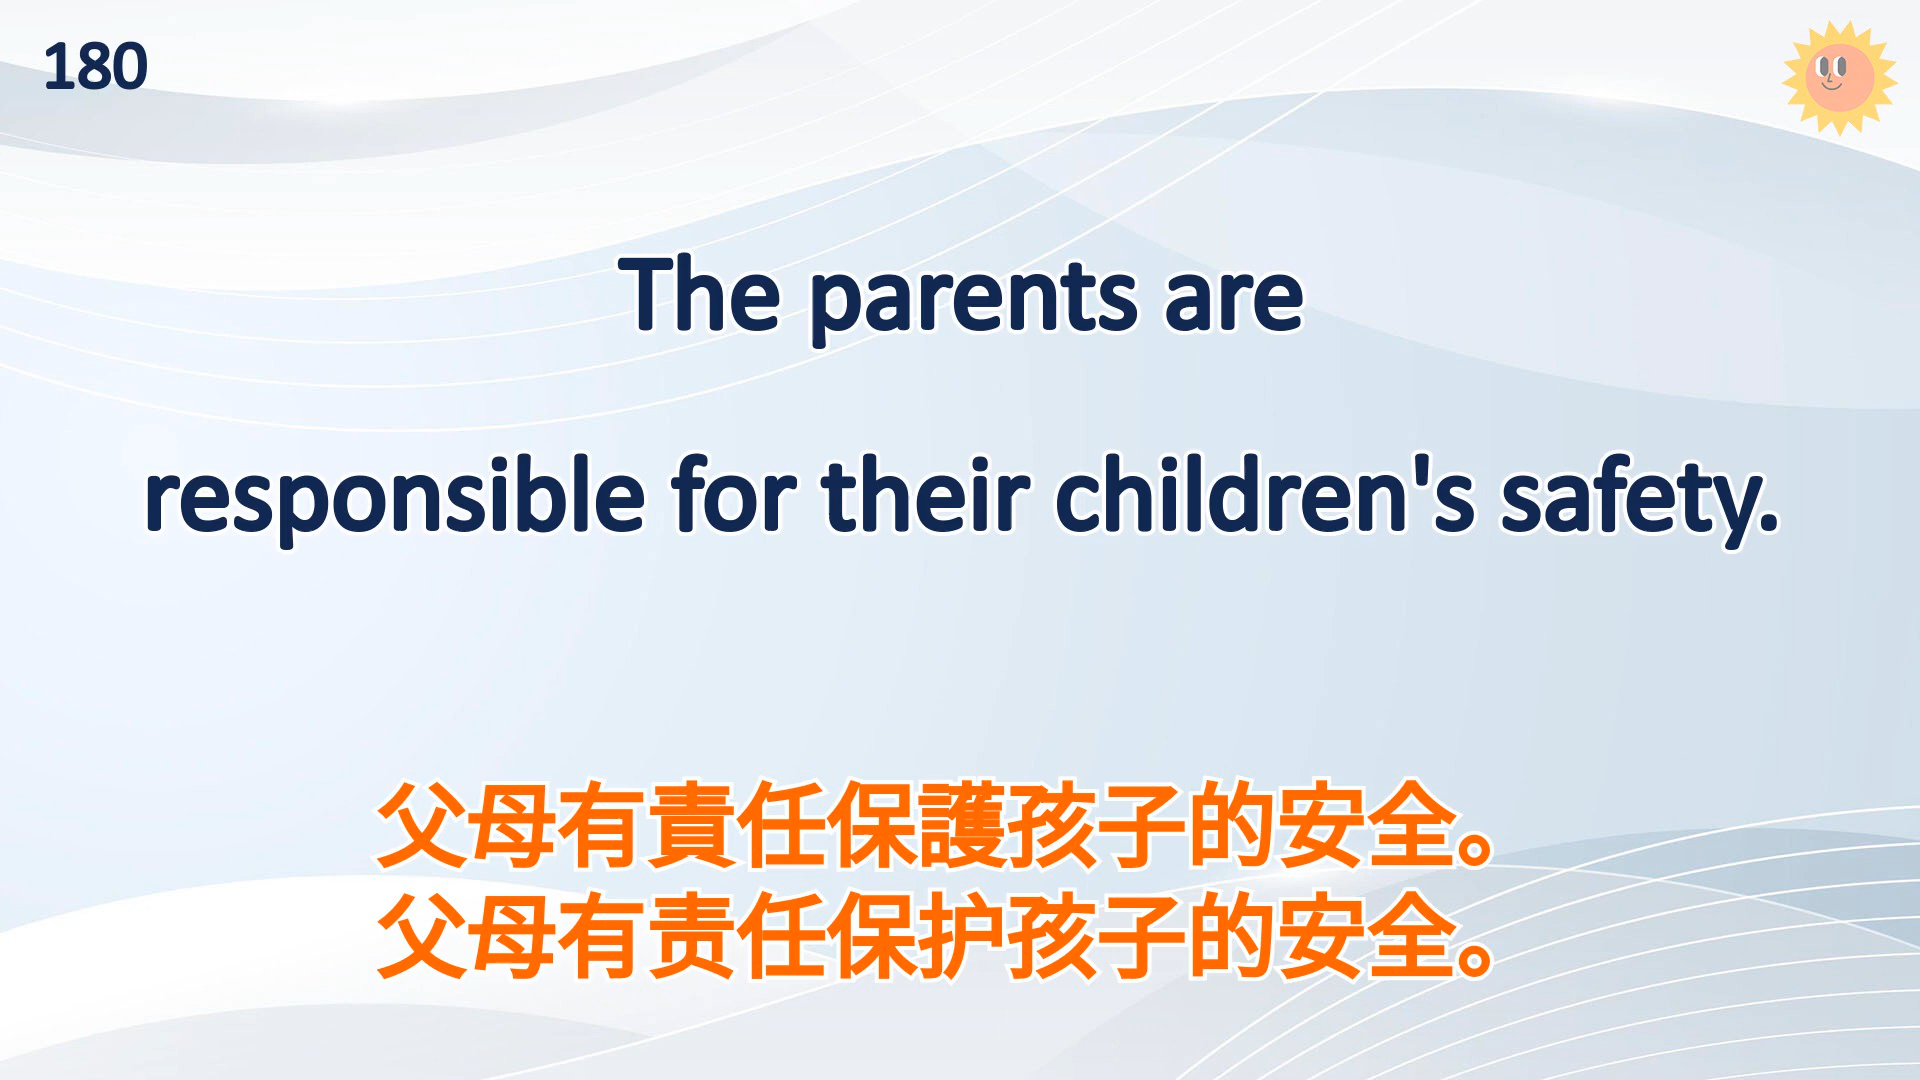 180
The parents are
responsible for their children's safety.
父母有責任保護孩子的安全。
父母有责任保护孩子的安全。